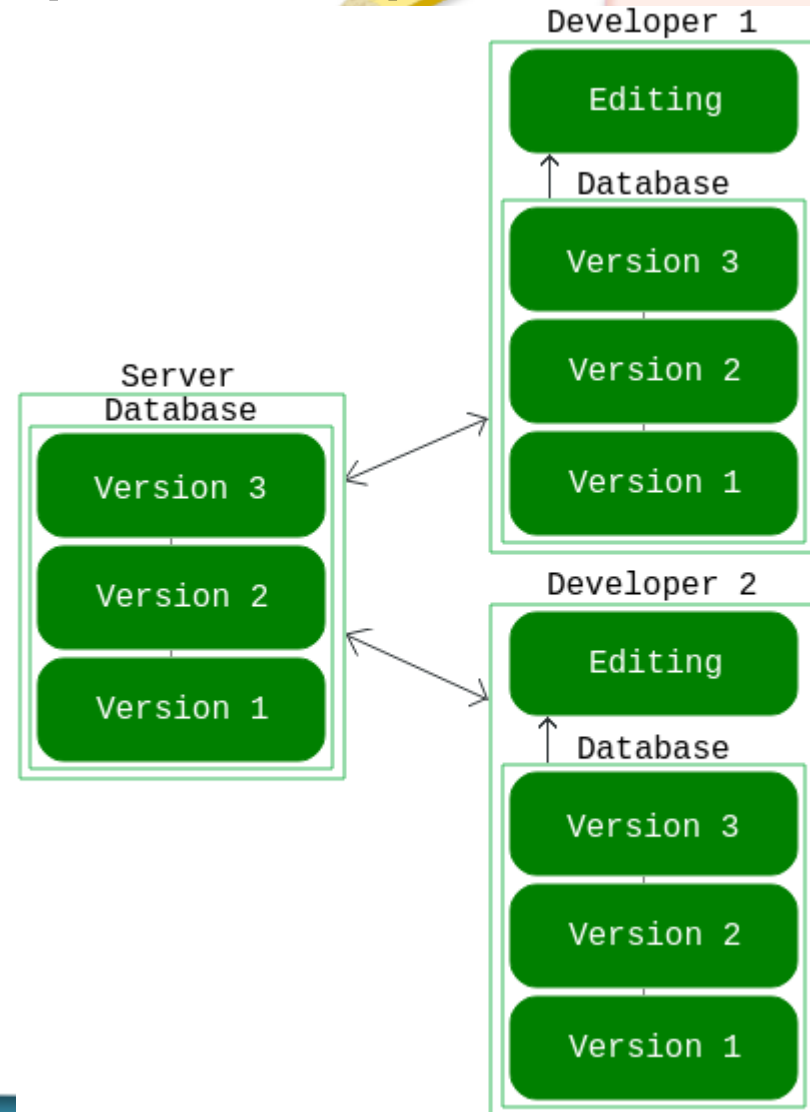 Developer 1
Editing
Database
Version 3
Version 2
Version 1
Server
Database
Version 3
Version 2
Version 1
Developer 2
Editing
Database
Version 3
Version 2
Version 1